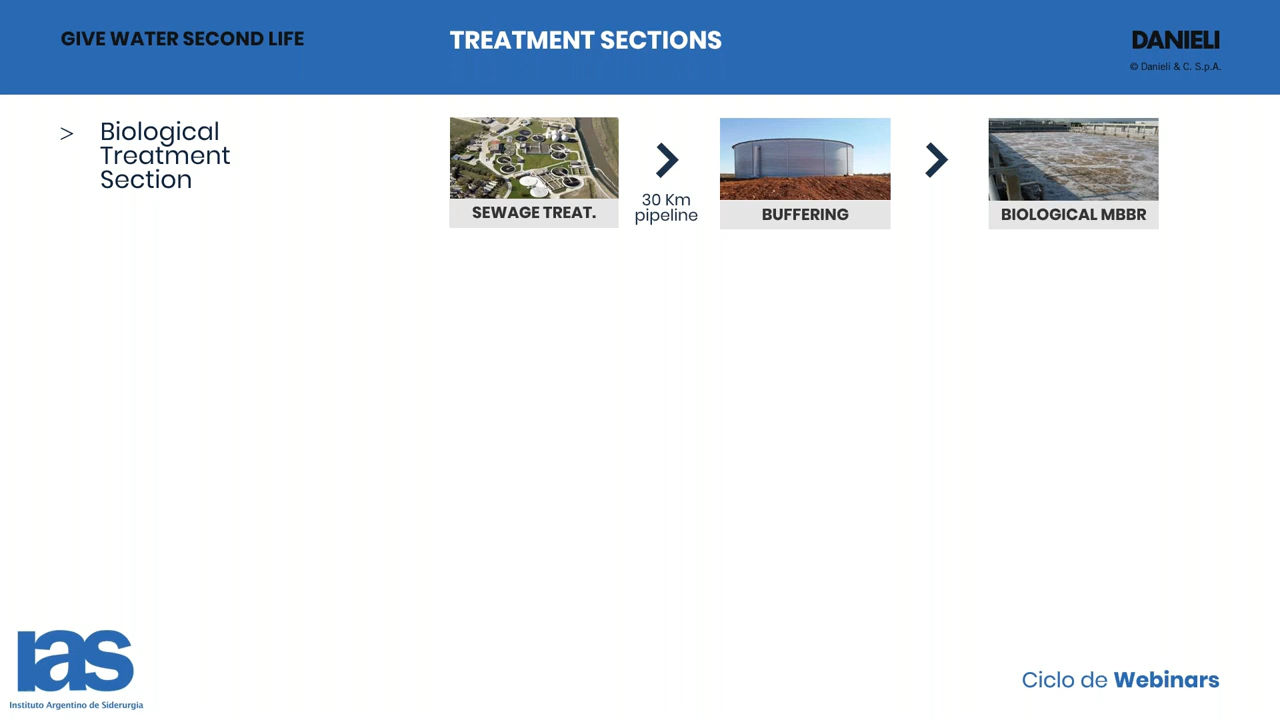 GIVE WATER SECOND LIFE
TREATMENT SECTIONS
DANIELI
© Danieli & C. S.p.A.
> Biological
Treatment
Section
SEWAGE TREAT.
30 Km
pipeline
BUFFERING
BIOLOGICAL MBBR
ias
Instituto Argentino de Siderurgia
Ciclo de Webinars